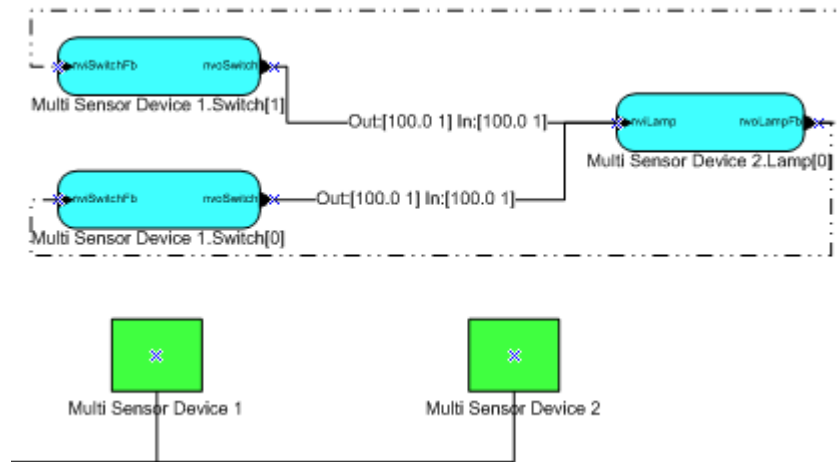 nviSwitchFb nvoSwitch
Multi Sensor Device 1.Switch[1]
Out:[100.0 1] In:[100.0 1]
nviLamp nvoLampFb
Multi Sensor Device 2.Lamp[0]
nviSwitchFb nvoSwitch
Out:[100.0 1] In:[100.0 1]
Multi Sensor Device 1.Switch[0]
Multi Sensor Device 1
Multi Sensor Device 2